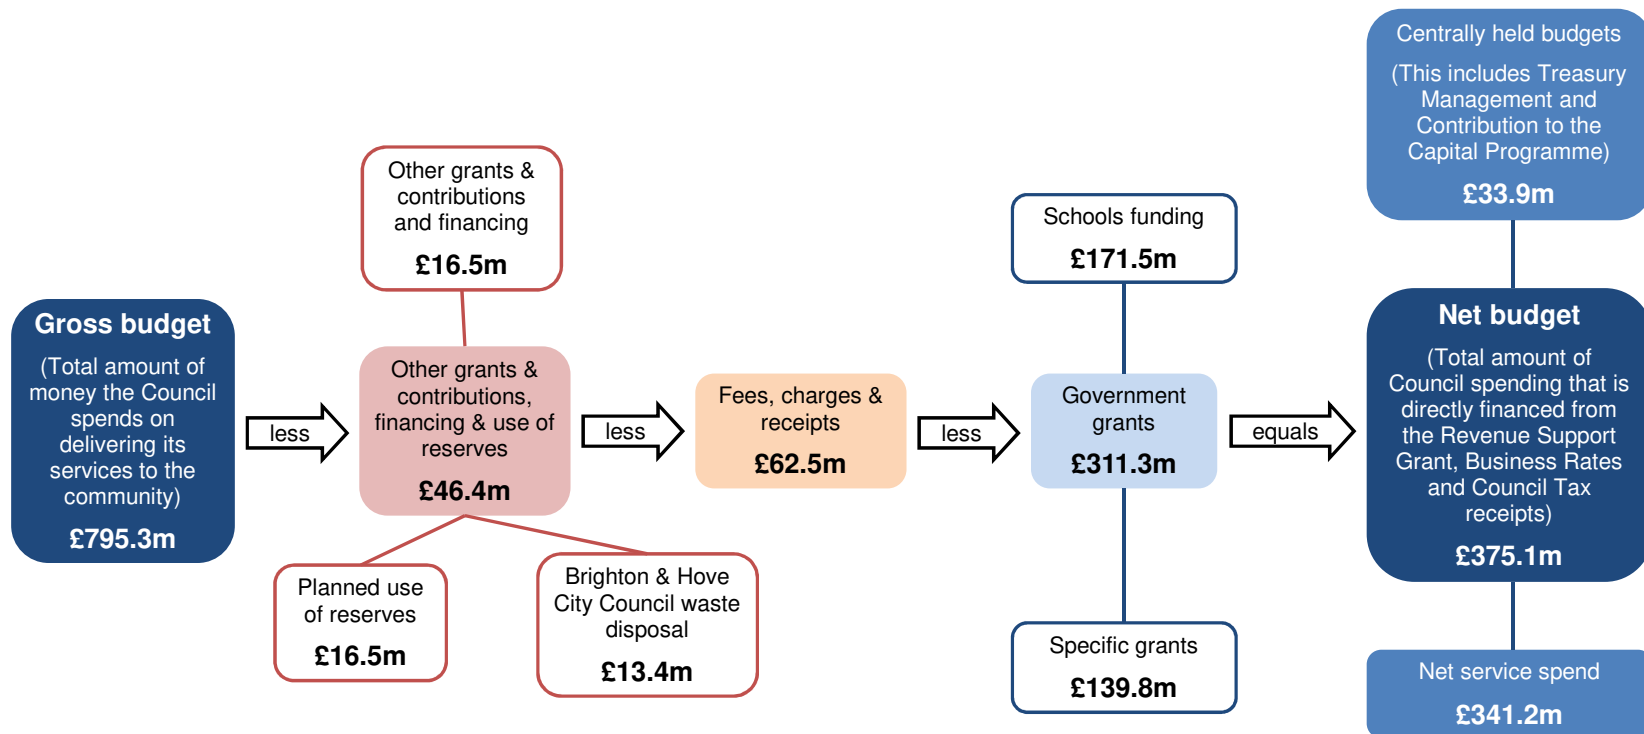 Gross budget
(Total amount of
money the Council
spends on
delivering its
services to the
community)
£795.3m
less
Other grants &
contributions
and financing
£16.5m
Other grants &
contributions,
financing & use of
reserves
£46.4m
Planned use
of reserves
£16.5m
Brighton & Hove
City Council waste
disposal
£13.4m
less
Fees, charges &
receipts
£62.5m
less
Schools funding
£171.5m
Government
grants
£311.3m
Specific grants
£139.8m
equals
Centrally held budgets
(This includes Treasury
Management and
Contribution to the
Capital Programme)
£33.9m
Net budget
(Total amount of
Council spending that is
directly financed from
the Revenue Support
Grant, Business Rates
and Council Tax
receipts)
£375.1m
Net service spend
£341.2m